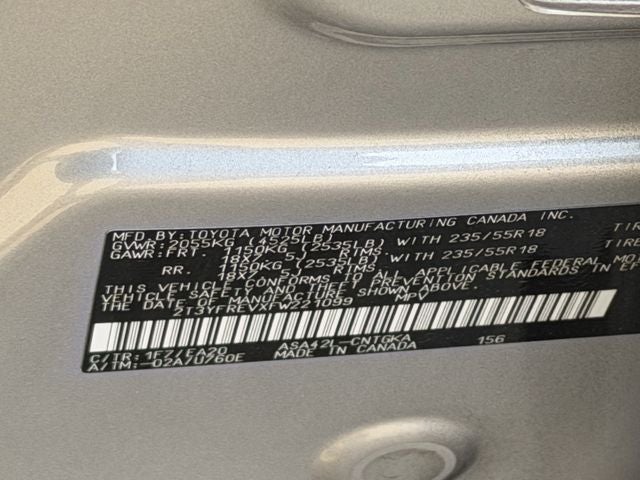 MFD.BY: TOYOTA MOTOR MANUFACTURING CANADA INC.
GVWR: 2055KG (4525LB)
GAWR: FRT. 1150KG (2535LB) WITH 235/55R18 TIR
18X7 5J RIMS
RR. 1150KG (2535LB) WITH 235/55R18 TIR
18X7 5J RIMS
THIS VEHICLE CONFORMS TO ALL APPLICABLE FEDERAL MO
VEHICLE SAFETY AND THEFT PREVENTION STANDARDS IN E
THE DATE OF MANUFACTURE SHOWN ABOVE.
2T3YFREVXFW221099 MPV
C/TR: 1F7/EA20 ASA42L-CNTGKA 156
A/TM: -02A/U760E MADE IN CANADA